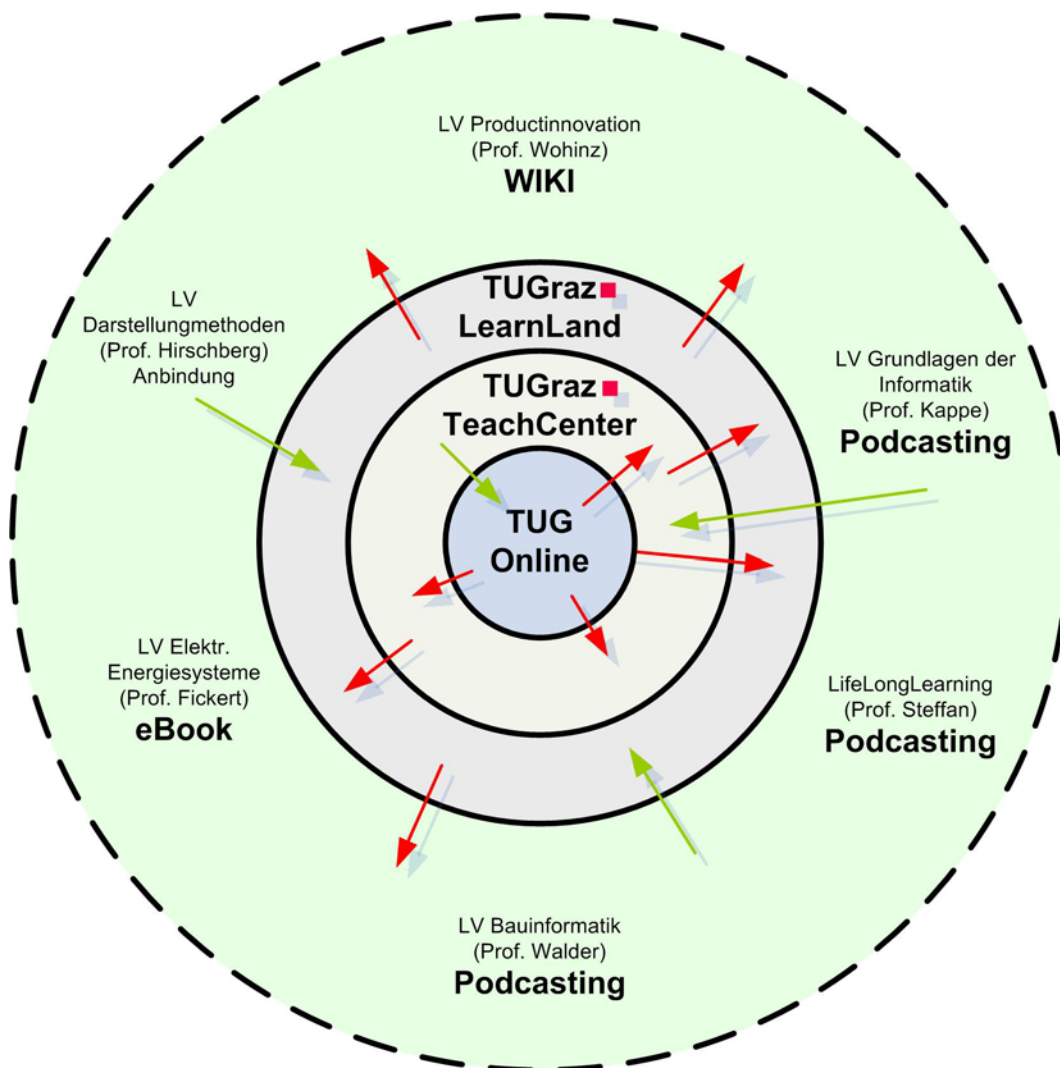 LV Productinnovation
(Prof. Wohinz)
WIKI
TUGraz
LearnLand
LV
Darstellungmethoden
(Prof. Hirschberg)
Anbindung
TUGraz
TeachCenter
LV Grundlagen der
Informatik
(Prof. Kappe)
Podcasting
TUG
Online
LV Elektr.
Energiesysteme
(Prof. Fickert)
eBook
LifeLongLearning
(Prof. Steffan)
Podcasting
LV Bauinformatik
(Prof. Walder)
Podcasting